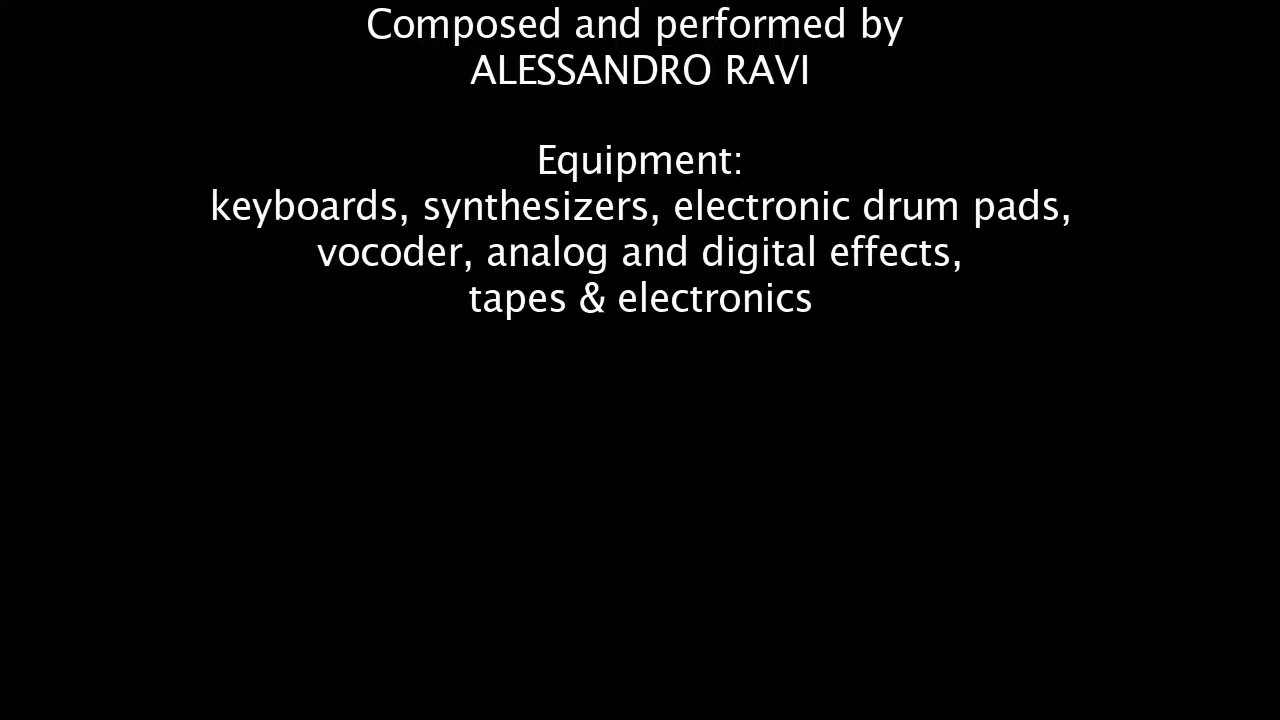 Composed and performed by
ALESSANDRO RAVI
Equipment:
keyboards, synthesizers, electronic drum pads,
vocoder, analog and digital effects,
tapes & electronics